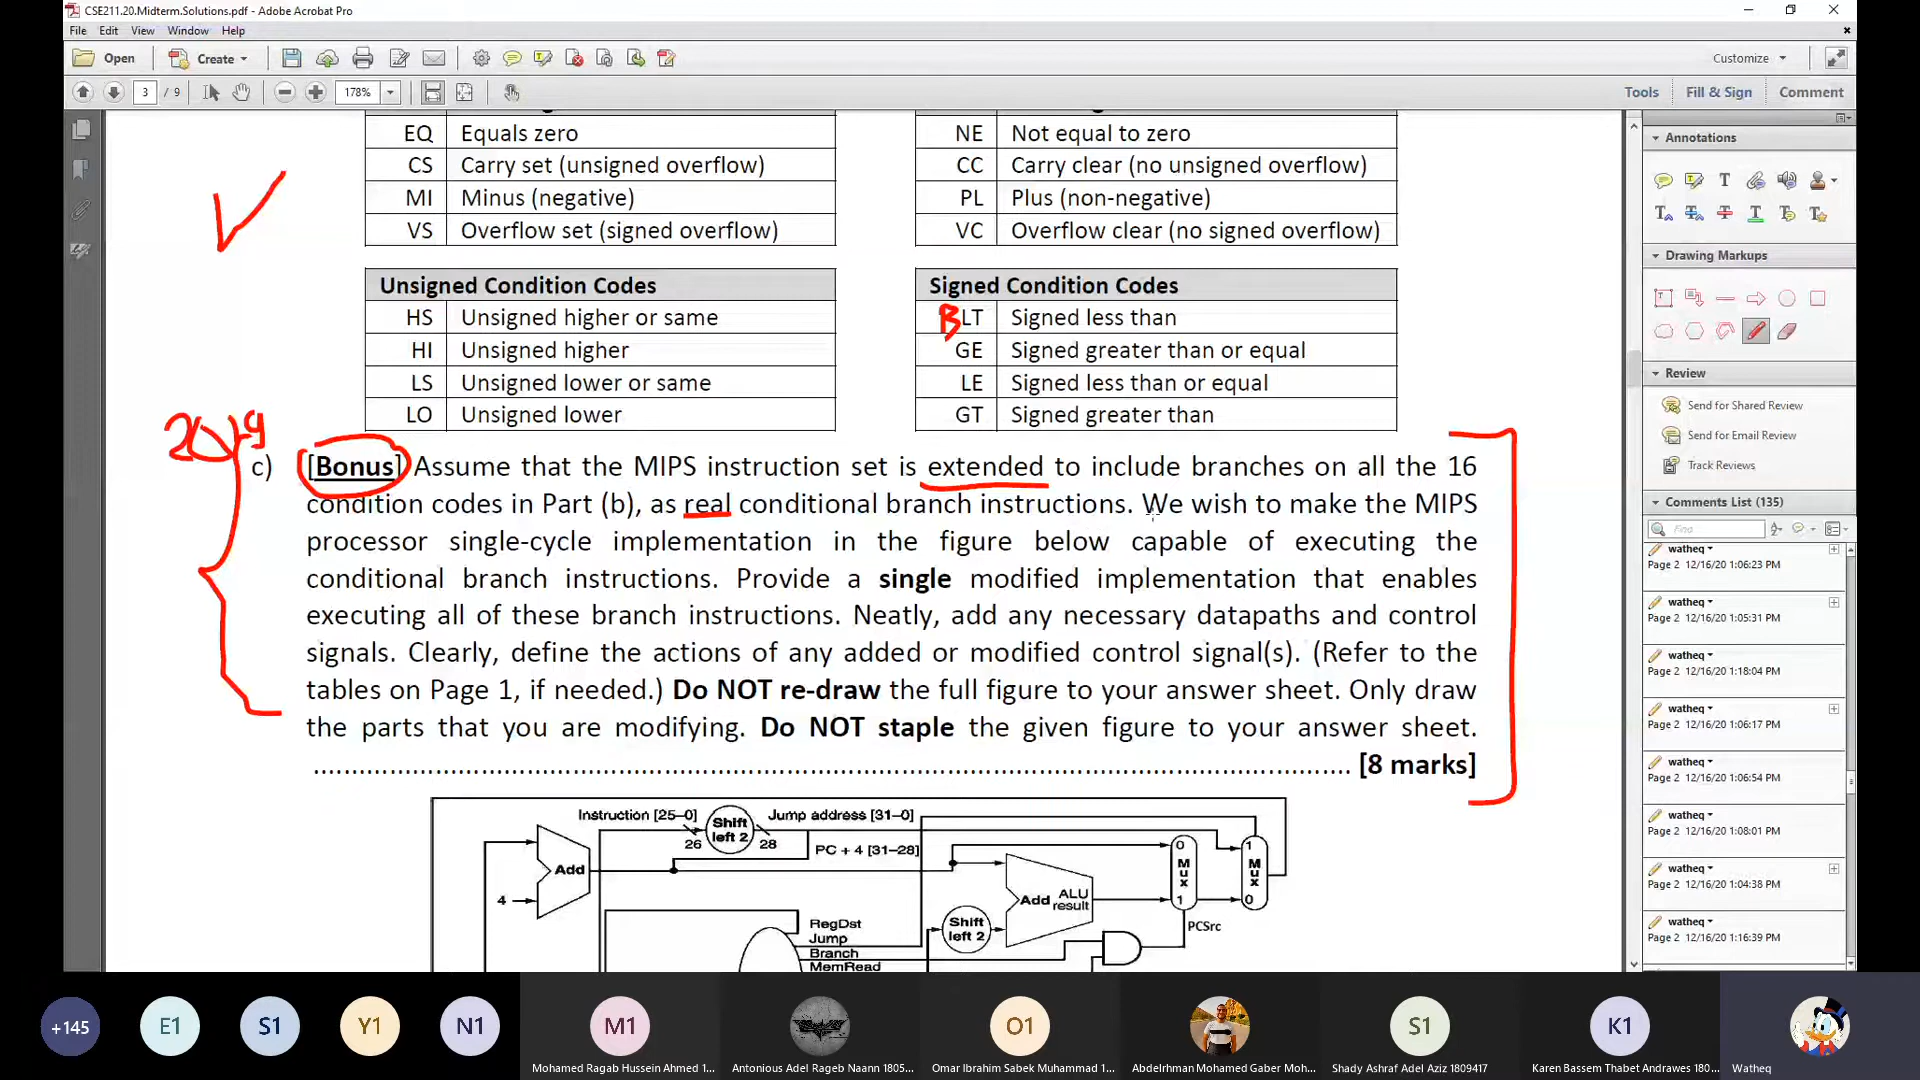 CSE211.20.Midterm.Solutions.pdf - Adobe Acrobat Pro
File Edit View Window Help
Open Create Customize
3 / 9 178% Tools Fill & Sign Comment
EQ Equals zero NE Not equal to zero
CS Carry set (unsigned overflow) CC Carry clear (no unsigned overflow)
MI Minus (negative) PL Plus (non-negative)
VS Overflow set (signed overflow) VC Overflow clear (no signed overflow)
Unsigned Condition Codes Signed Condition Codes
HS Unsigned higher or same B LT Signed less than
HI Unsigned higher GE Signed greater than or equal
LS Unsigned lower or same LE Signed less than or equal
LO Unsigned lower GT Signed greater than
c) [Bonus] Assume that the MIPS instruction set is extended to include branches on all the 16
condition codes in Part (b), as real conditional branch instructions. We wish to make the MIPS
processor single-cycle implementation in the figure below capable of executing the
conditional branch instructions. Provide a single modified implementation that enables
executing all of these branch instructions. Neatly, add any necessary datapaths and control
signals. Clearly, define the actions of any added or modified control signal(s). (Refer to the
tables on Page 1, if needed.) Do NOT re-draw the full figure to your answer sheet. Only draw
the parts that you are modifying. Do NOT staple the given figure to your answer sheet.
[8 marks]
Instruction [25–0] Shift left 2 Jump address [31–0]
26 28 PC + 4 [31–28]
Add
4
Add ALU result
Shift left 2
0 Mux 1
1 Mux 0
PCSrc
RegDst
Jump
Branch
MemRead
Annotations
Drawing Markups
Review
Send for Shared Review
Send for Email Review
Track Reviews
Comments List (135)
Find
watheq
Page 2 12/16/20 1:06:23 PM
watheq
Page 2 12/16/20 1:05:31 PM
watheq
Page 2 12/16/20 1:18:04 PM
watheq
Page 2 12/16/20 1:06:17 PM
watheq
Page 2 12/16/20 1:06:54 PM
watheq
Page 2 12/16/20 1:08:01 PM
watheq
Page 2 12/16/20 1:04:38 PM
watheq
Page 2 12/16/20 1:16:39 PM
+145 E1 S1 Y1 N1 M1 O1 S1 K1
Mohamed Ragab Hussein Ahmed 1...
Antonious Adel Rageb Naann 1805...
Omar Ibrahim Sabek Muhammad 1...
Abdelrhman Mohamed Gaber Moh...
Shady Ashraf Adel Aziz 1809417
Karen Bassem Thabet Andrawes 180...
Watheq